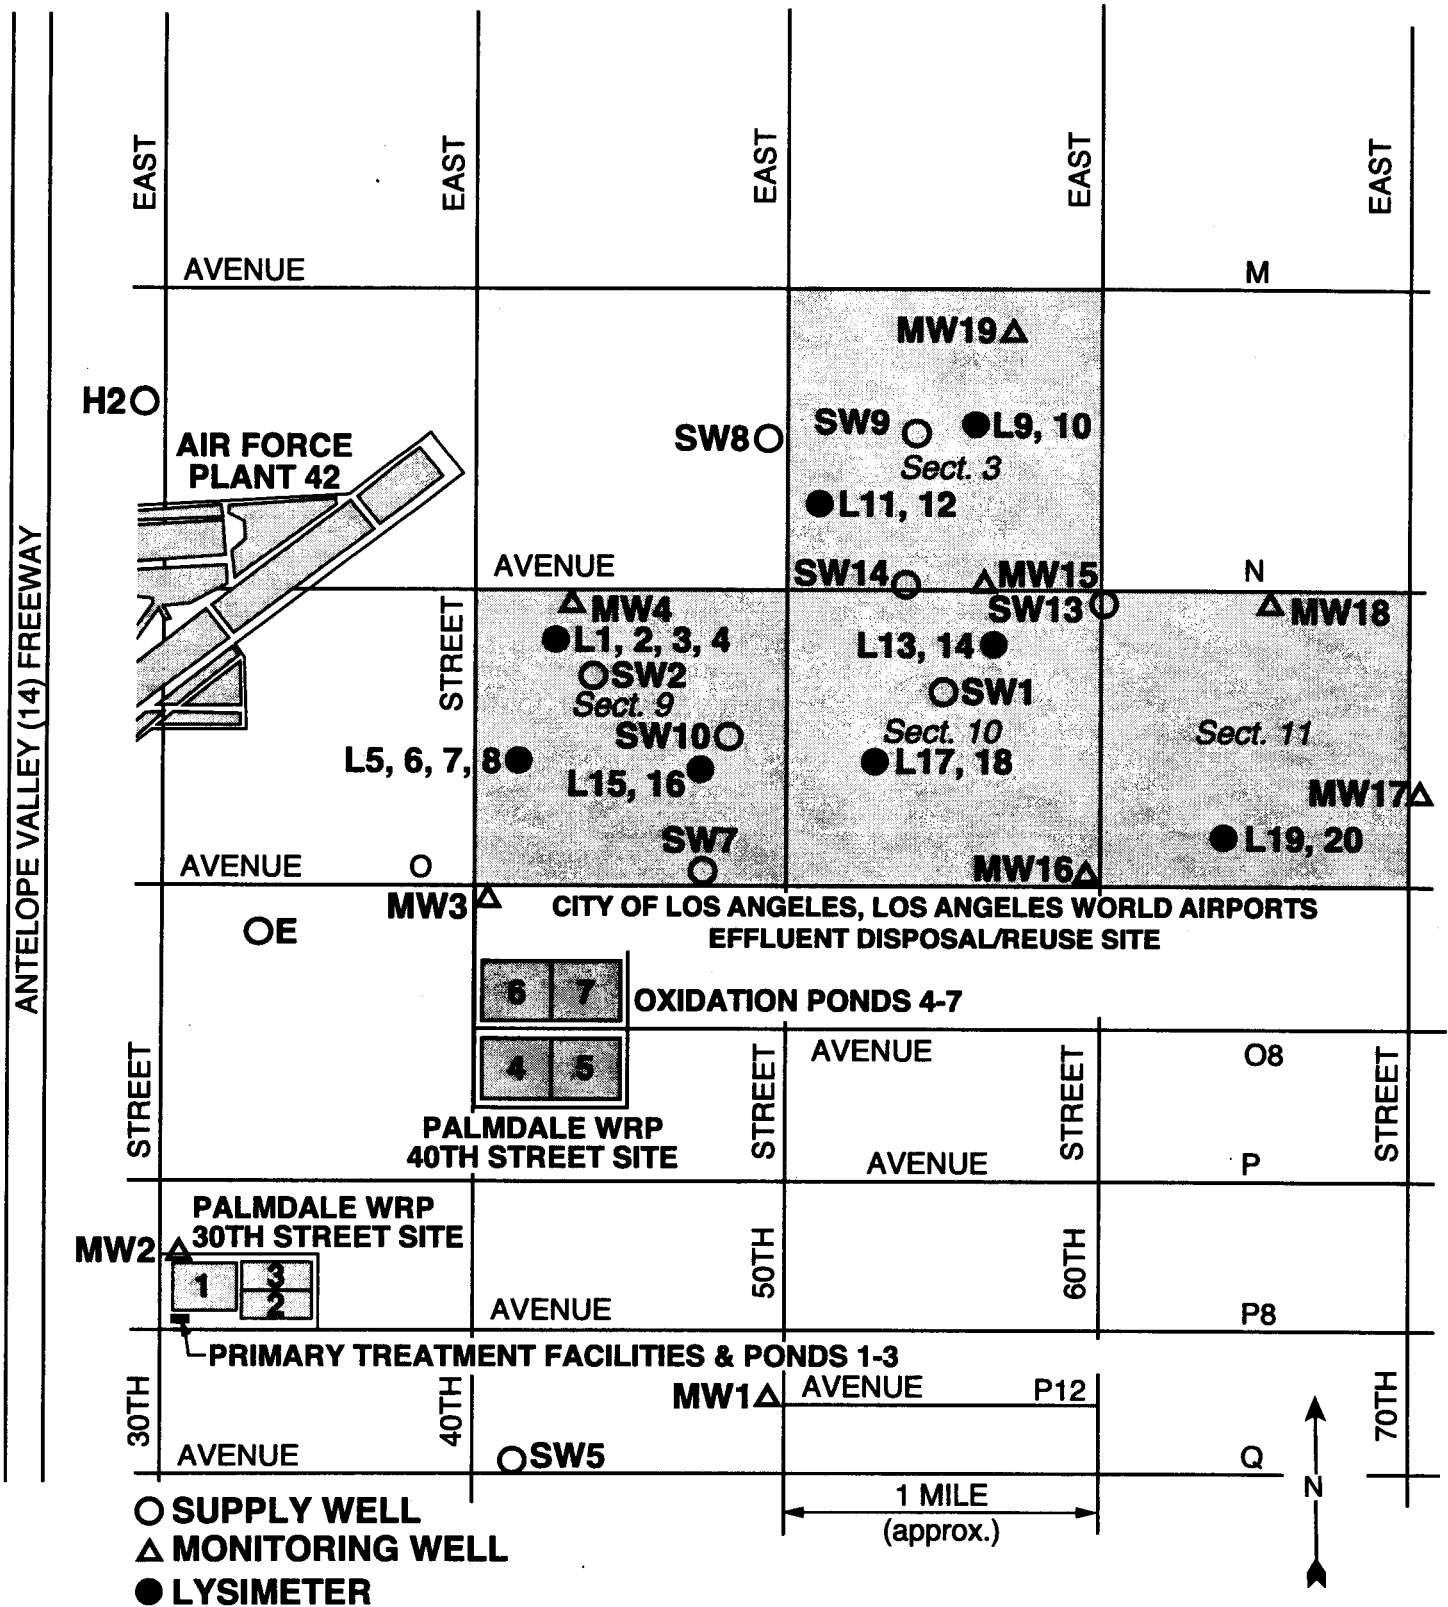 EAST
EAST
EAST
EAST
EAST
AVENUE
M
MW19
H2
SW8
SW9
L9, 10
Sect. 3
AIR FORCE
PLANT 42
L11, 12
ANTELOPE VALLEY (14) FREEWAY
AVENUE
N
SW14
MW15
STREET
MW4
SW13
MW18
L1, 2, 3, 4
L13, 14
SW2
SW1
Sect. 9
SW10
Sect. 10
Sect. 11
L5, 6, 7, 8
L15, 16
L17, 18
MW17
SW7
L19, 20
AVENUE
O
MW16
MW3
CITY OF LOS ANGELES, LOS ANGELES WORLD AIRPORTS
EFFLUENT DISPOSAL/REUSE SITE
E
6
7
OXIDATION PONDS 4-7
AVENUE
O8
4
5
STREET
STREET
STREET
STREET
PALMDALE WRP
40TH STREET SITE
AVENUE
P
PALMDALE WRP
30TH STREET SITE
MW2
1
3
2
50TH
60TH
AVENUE
P8
PRIMARY TREATMENT FACILITIES & PONDS 1-3
30TH
40TH
MW1
AVENUE
P12
70TH
AVENUE
SW5
Q
1 MILE
(approx.)
N
SUPPLY WELL
MONITORING WELL
LYSIMETER